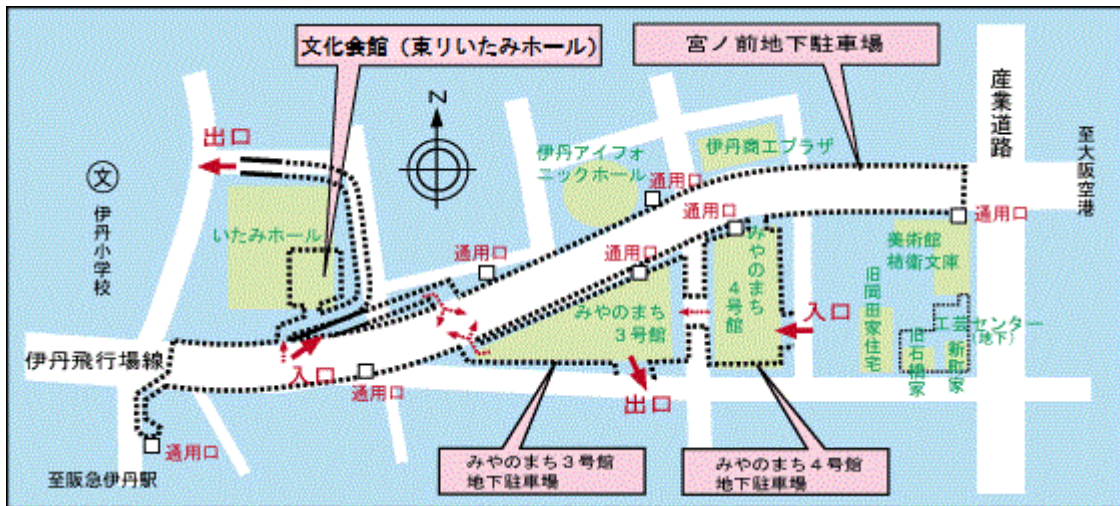 文化会館(東リいたみホール)
宮ノ前地下駐車場
産業道路
至大阪空港
N
出口
文
伊丹小学校
いたみホール
伊丹アイフォ
ニックホール
伊丹商工プラザ
通用口
通用口
通用口
通用口
通用口
みやのまち
4号館
みやのまち
3号館
美術館
柿衛文庫
旧岡田家住宅
工芸センター
(地下)
旧石橋家
新町家
入口
伊丹飛行場線
入口
通用口
出口
通用口
至阪急伊丹駅
みやのまち3号館
地下駐車場
みやのまち4号館
地下駐車場